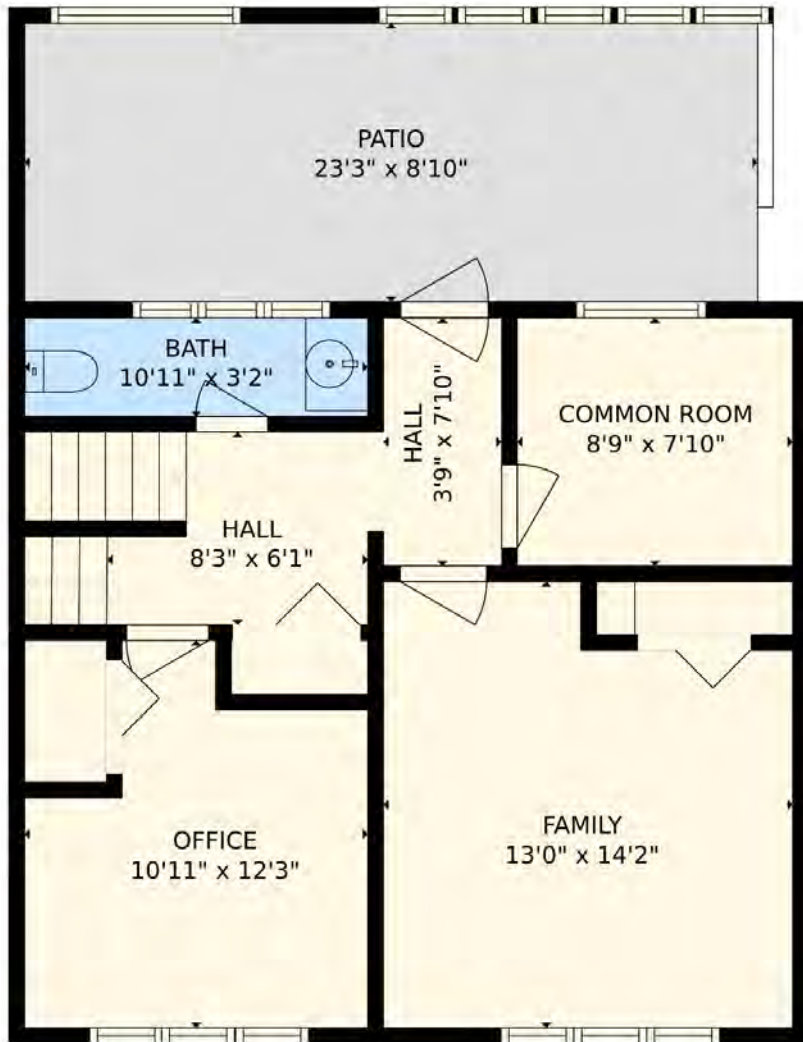 PATIO
23'3" x 8'10"
BATH
10'11" x 3'2"
HALL
3'9" x 7'10"
COMMON ROOM
8'9" x 7'10"
HALL
8'3" x 6'1"
OFFICE
10'11" x 12'3"
FAMILY
13'0" x 14'2"